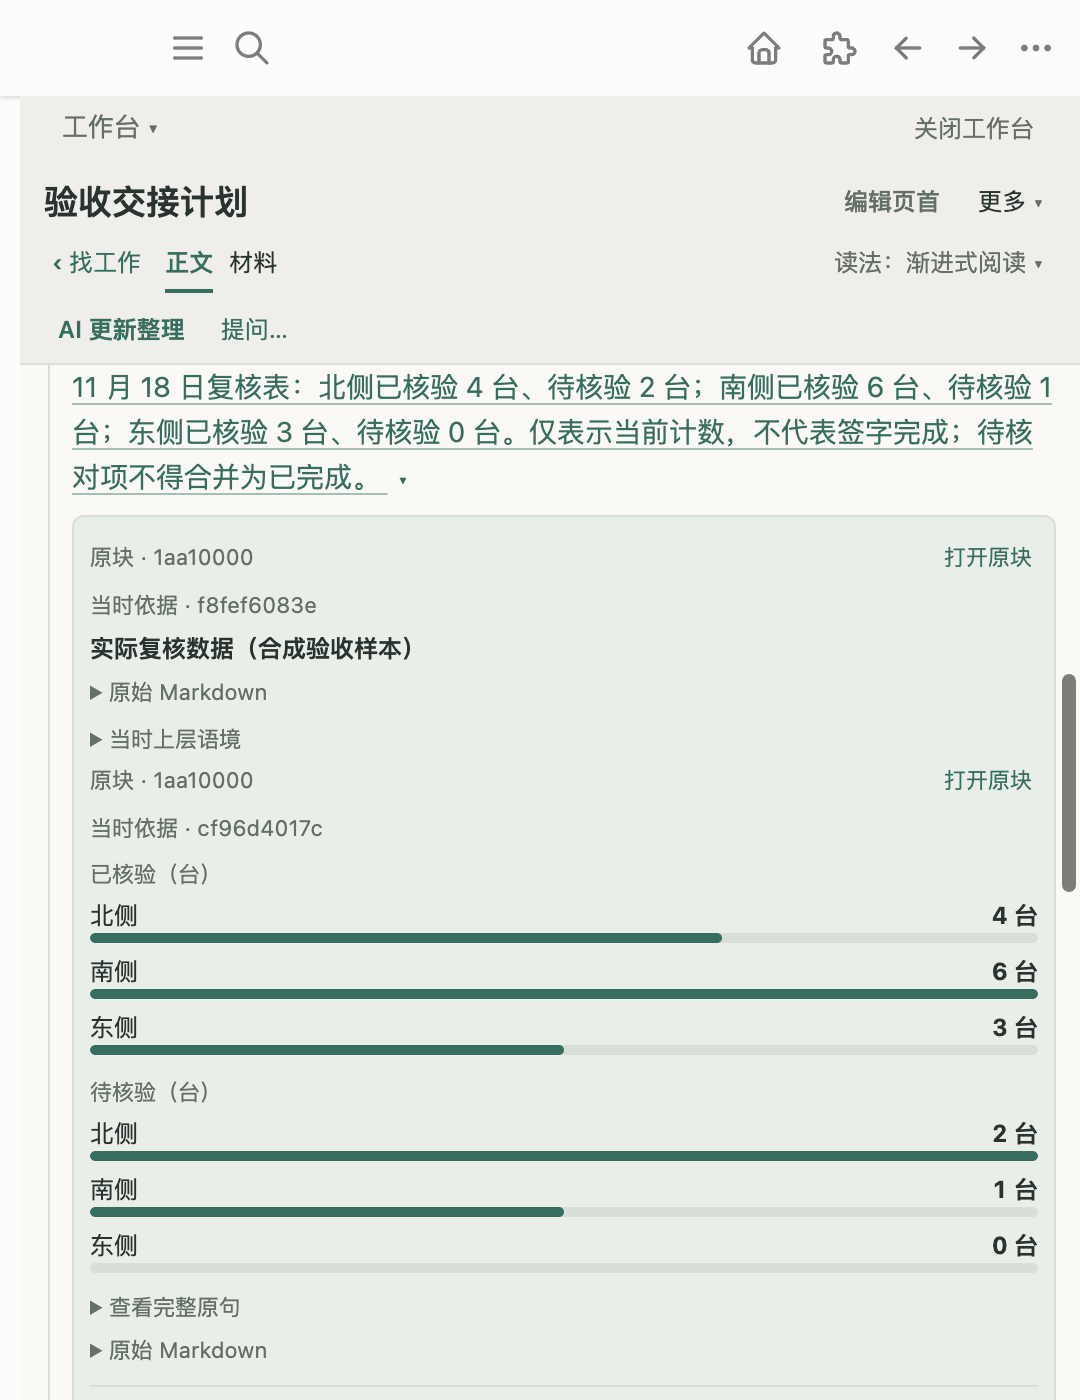 工作台 ▾
关闭工作台
验收交接计划
编辑页首
更多 ▾
‹ 找工作
正文
材料
读法：渐进式阅读 ▾
AI 更新整理
提问...
11 月 18 日复核表：北侧已核验 4 台、待核验 2 台；南侧已核验 6 台、待核验 1
台；东侧已核验 3 台、待核验 0 台。仅表示当前计数，不代表签字完成；待核
对项不得合并为已完成。 ▾
原块 · 1aa10000
打开原块
当时依据 · f8fef6083e
实际复核数据（合成验收样本）
▶ 原始 Markdown
▶ 当时上层语境
原块 · 1aa10000
打开原块
当时依据 · cf96d4017c
已核验（台）
北侧
4 台
南侧
6 台
东侧
3 台
待核验（台）
北侧
2 台
南侧
1 台
东侧
0 台
▶ 查看完整原句
▶ 原始 Markdown